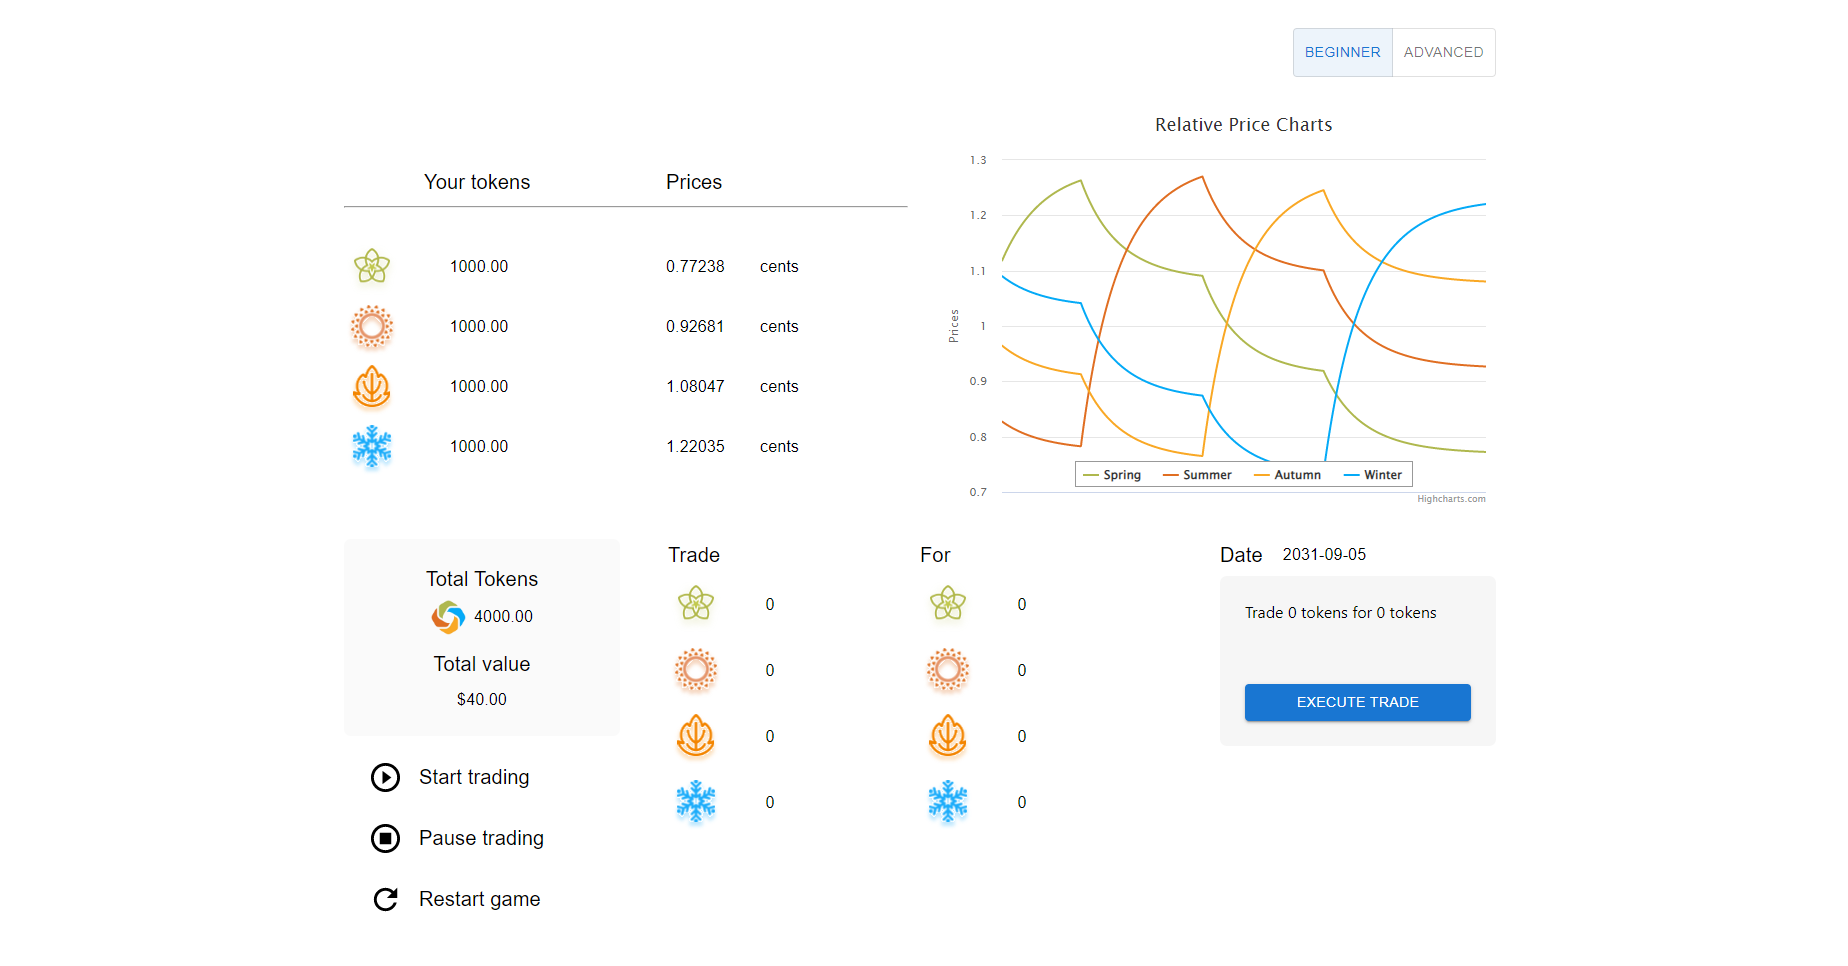 BEGINNER ADVANCED
Relative Price Charts
Your tokens Prices
1000.00 0.77238 cents
1000.00 0.92681 cents
1000.00 1.08047 cents
1000.00 1.22035 cents
Prices
1.3
1.2
1.1
1
0.9
0.8
0.7
Spring Summer Autumn Winter
Highcharts.com
Total Tokens
4000.00
Total value
$40.00
Start trading
Pause trading
Restart game
Trade For
0 0
0 0
0 0
0 0
Date 2031-09-05
Trade 0 tokens for 0 tokens
EXECUTE TRADE